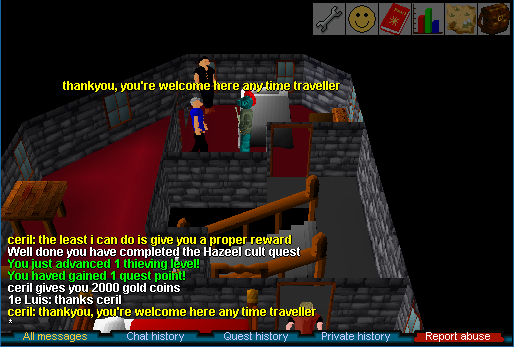 thankyou, you're welcome here any time traveller
ceril: the least i can do is give you a proper reward
Well done you have completed the Hazeel cult quest
You just advanced 1 thieving level!
You haved gained 1 quest point!
ceril gives you 2000 gold coins
1e Luis: thanks ceril
ceril: thankyou, you're welcome here any time traveller
*
All messages Chat history Quest history Private history Report abuse